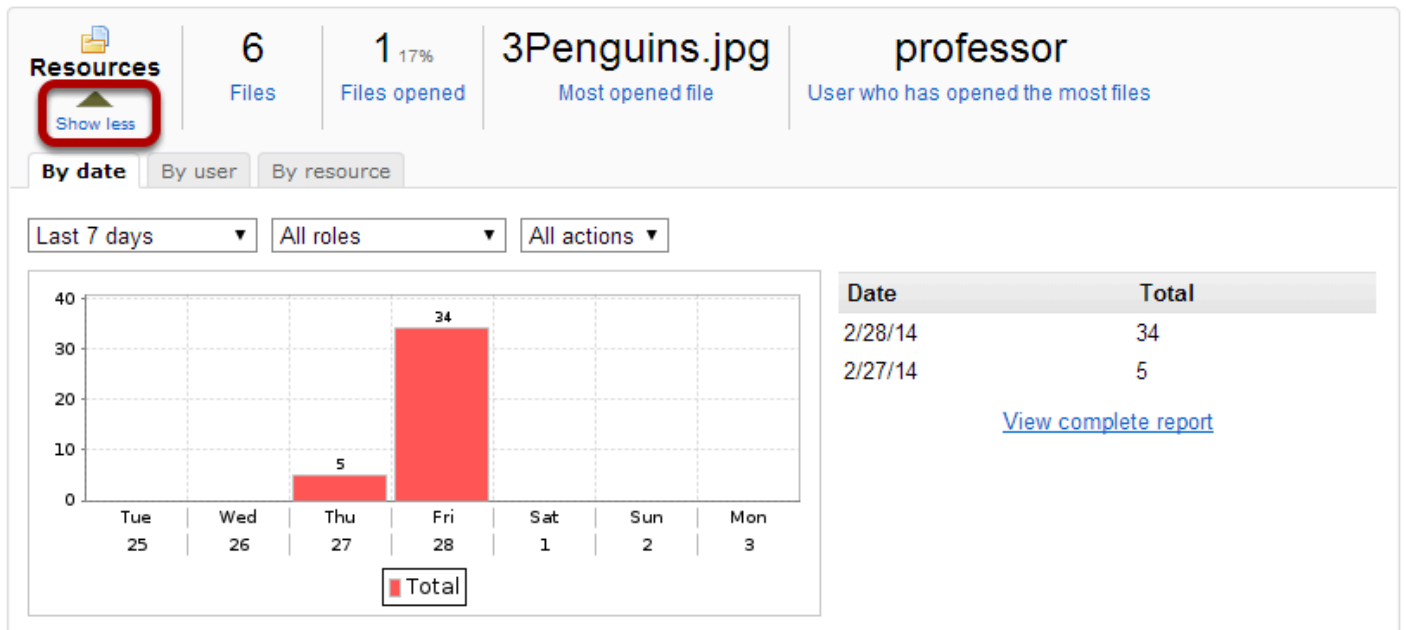 Resources
Show less
6
Files
1 17%
Files opened
3Penguins.jpg
Most opened file
professor
User who has opened the most files
By date By user By resource
Last 7 days All roles All actions
40
30
20
10
0
34
5
Tue Wed Thu Fri Sat Sun Mon
25 26 27 28 1 2 3
Total
Date Total
2/28/14 34
2/27/14 5
View complete report